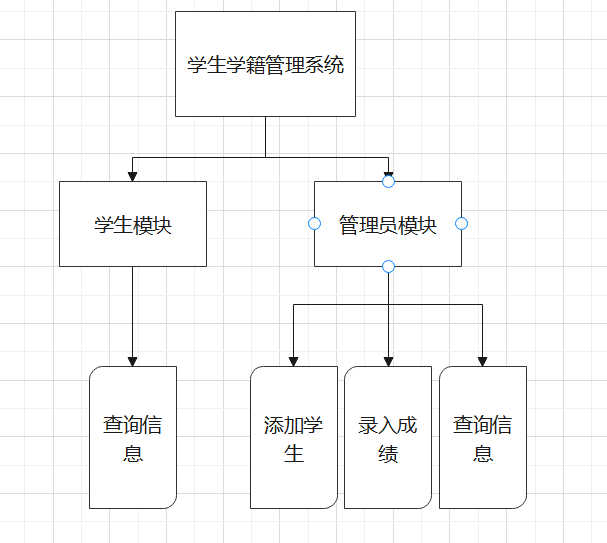 学生学籍管理系统
学生模块
管理员模块
查询信
息
添加学
生
录入成
绩
查询信
息